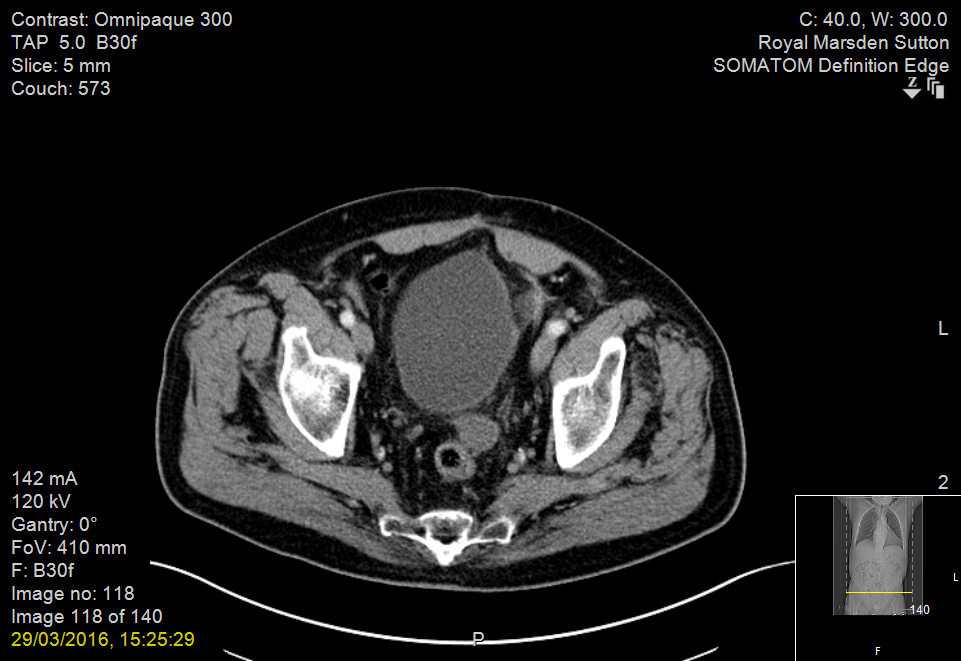 Contrast: Omnipaque 300
TAP  5.0  B30f
Slice: 5 mm
Couch: 573
C: 40.0, W: 300.0
Royal Marsden Sutton
SOMATOM Definition Edge
Z
L
2
142 mA
120 kV
Gantry: 0°
FoV: 410 mm
F: B30f
Image no: 118
Image 118 of 140
29/03/2016, 15:25:29
P
L
140
F